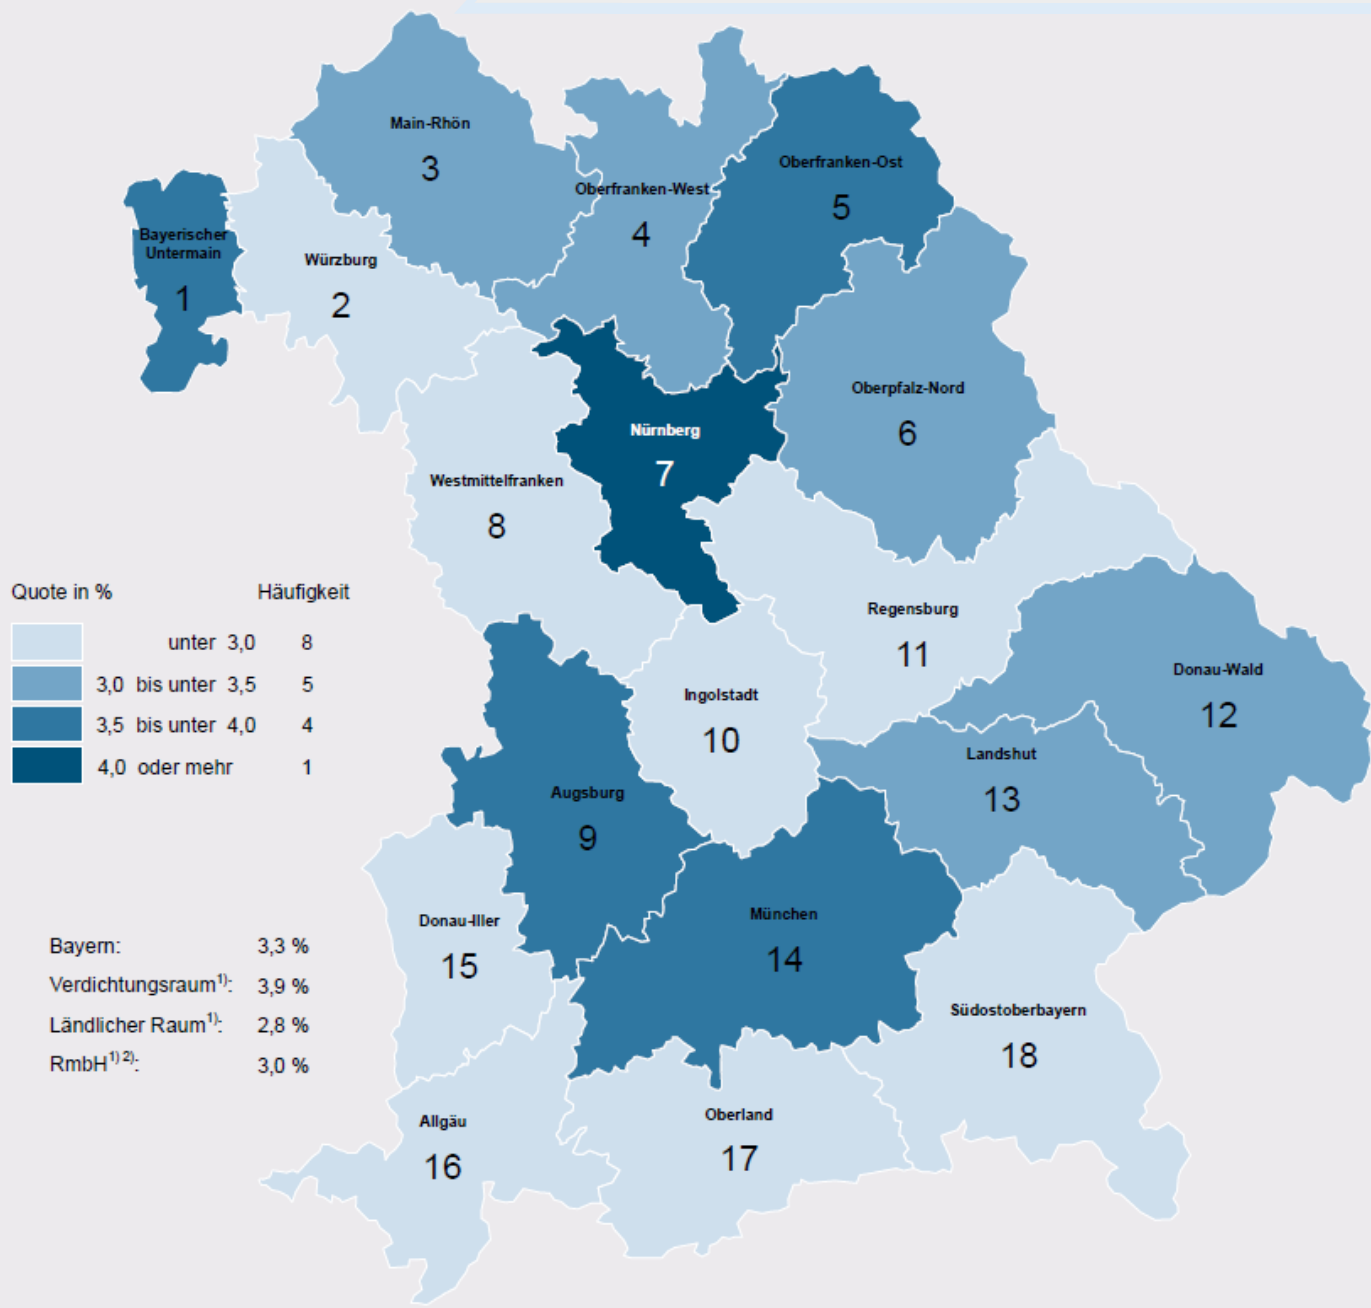 Main-Rhön
3
Oberfranken-West
4
Oberfranken-Ost
5
Bayerischer
Untermain
1
Würzburg
2
Oberpfalz-Nord
6
Nürnberg
7
Westmittelfranken
8
Regensburg
11
Donau-Wald
12
Ingolstadt
10
Landshut
13
Augsburg
9
München
14
Donau-Iller
15
Südostoberbayern
18
Allgäu
16
Oberland
17
Quote in % Häufigkeit
unter 3,0 8
3,0 bis unter 3,5 5
3,5 bis unter 4,0 4
4,0 oder mehr 1
Bayern: 3,3 %
Verdichtungsraum1): 3,9 %
Ländlicher Raum1): 2,8 %
RmbH1) 2): 3,0 %